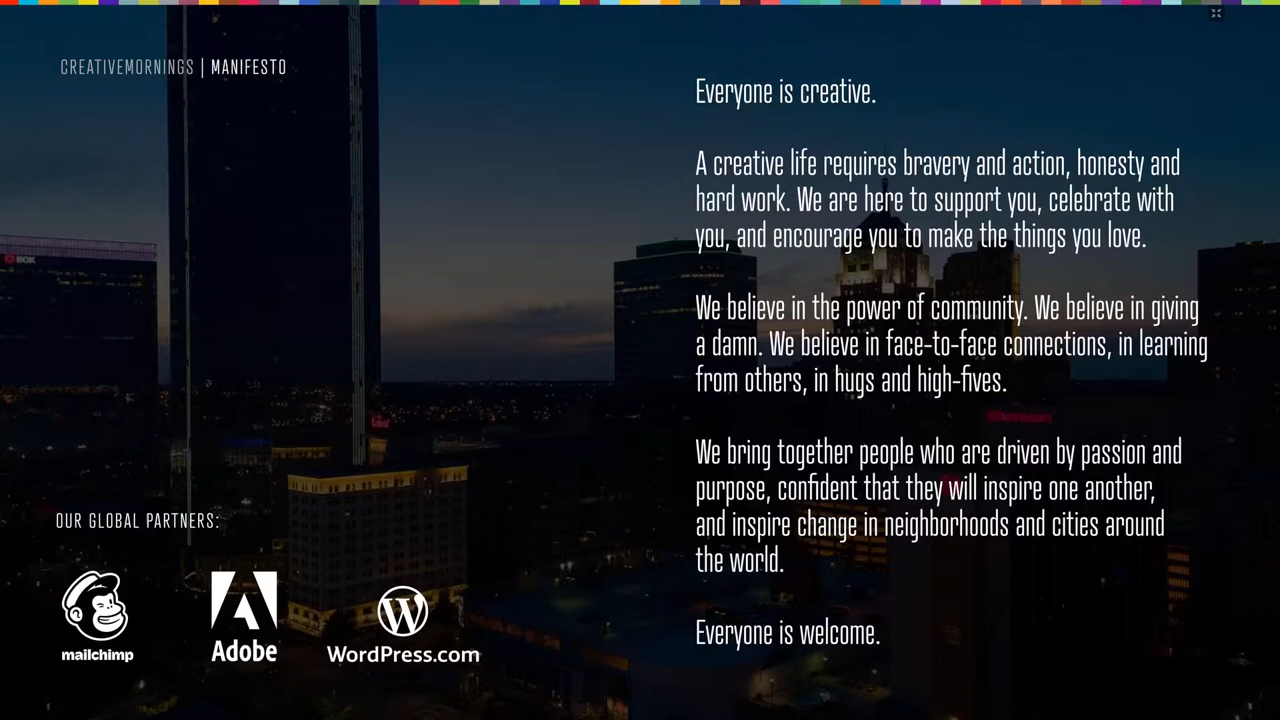 CREATIVEMORNINGS | MANIFESTO
Everyone is creative.
A creative life requires bravery and action, honesty and
hard work. We are here to support you, celebrate with
you, and encourage you to make the things you love.
We believe in the power of community. We believe in giving
a damn. We believe in face-to-face connections, in learning
from others, in hugs and high-fives.
We bring together people who are driven by passion and
purpose, confident that they will inspire one another,
and inspire change in neighborhoods and cities around
the world.
Everyone is welcome.
BOK
OUR GLOBAL PARTNERS:
mailchimp
Adobe
WordPress.com